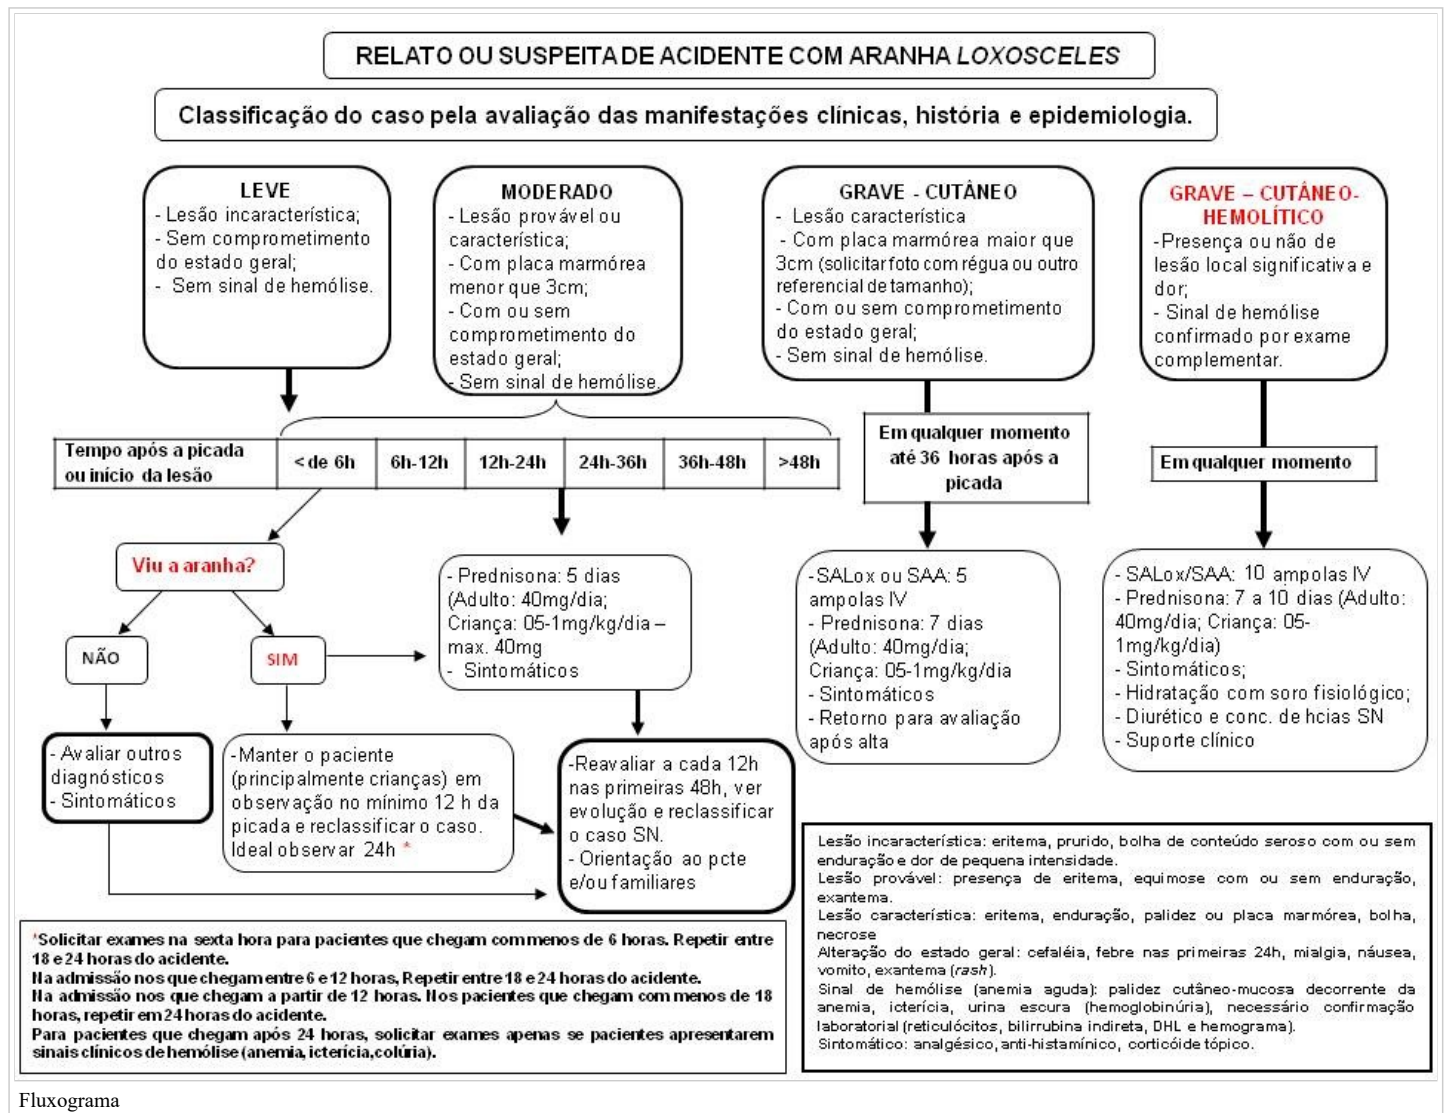 RELATO OU SUSPEITA DE ACIDENTE COM ARANHA LOXOSCELES
Classificação do caso pela avaliação das manifestações clínicas, história e epidemiologia.
LEVE
- Lesão incaracterística;
- Sem comprometimento
do estado geral;
- Sem sinal de hemólise.
MODERADO
- Lesão provável ou
característica;
- Com placa marmórea
menor que 3cm;
- Com ou sem
comprometimento do
estado geral;
- Sem sinal de hemólise.
GRAVE - CUTÂNEO
- Lesão característica
- Com placa marmórea maior que
3cm (solicitar foto com régua ou outro
referencial de tamanho);
- Com ou sem comprometimento
do estado geral;
- Sem sinal de hemólise.
GRAVE – CUTÂNEO-
HEMOLÍTICO
-Presença ou não de
lesão local significativa e
dor;
- Sinal de hemólise
confirmado por exame
complementar.
Tempo após a picada
ou início da lesão
< de 6h
6h-12h
12h-24h
24h-36h
36h-48h
>48h
Em qualquer momento
até 36 horas após a
picada
Em qualquer momento
Viu a aranha?
NÃO
SIM
- Prednisona: 5 dias
(Adulto: 40mg/dia;
Criança: 05-1mg/kg/dia –
max. 40mg
- Sintomáticos
-SALox ou SAA: 5
ampolas IV
- Prednisona: 7 dias
(Adulto: 40mg/dia;
Criança: 05-1mg/kg/dia
- Sintomáticos
- Retorno para avaliação
após alta
- SALox/SAA: 10 ampolas IV
- Prednisona: 7 a 10 dias (Adulto:
40mg/dia; Criança: 05-
1mg/kg/dia)
- Sintomáticos;
- Hidratação com soro fisiológico;
- Diurético e conc. de hcias SN
- Suporte clínico
- Avaliar outros
diagnósticos
- Sintomáticos
-Manter o paciente
(principalmente crianças) em
observação no mínimo 12 h da
picada e reclassificar o caso.
Ideal observar 24h *
-Reavaliar a cada 12h
nas primeiras 48h, ver
evolução e reclassificar
o caso SN.
- Orientação ao pcte
e/ou familiares
*Solicitar exames na sexta hora para pacientes que chegam com menos de 6 horas. Repetir entre
18 e 24 horas do acidente.
Na admissão nos que chegam entre 6 e 12 horas, Repetir entre 18 e 24 horas do acidente.
Na admissão nos que chegam a partir de 12 horas. Nos pacientes que chegam com menos de 18
horas, repetir em 24 horas do acidente.
Para pacientes que chegam após 24 horas, solicitar exames apenas se pacientes apresentarem
sinais clínicos de hemólise (anemia, icterícia, colúria).
Lesão incaracterística: eritema, prurido, bolha de conteúdo seroso com ou sem
enduração e dor de pequena intensidade.
Lesão provável: presença de eritema, equimose com ou sem enduração,
exantema.
Lesão característica: eritema, enduração, palidez ou placa marmórea, bolha,
necrose
Alteração do estado geral: cefaléia, febre nas primeiras 24h, mialgia, náusea,
vomito, exantema (rash).
Sinal de hemólise (anemia aguda): palidez cutâneo-mucosa decorrente da
anemia, icterícia, urina escura (hemoglobinúria), necessário confirmação
laboratorial (reticulócitos, bilirrubina indireta, DHL e hemograma).
Sintomático: analgésico, anti-histamínico, corticóide tópico.
Fluxograma